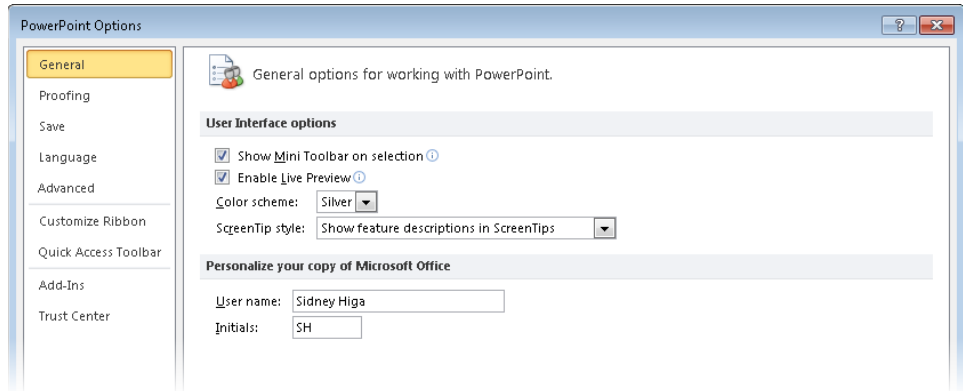 PowerPoint Options
General
Proofing
Save
Language
Advanced
Customize Ribbon
Quick Access Toolbar
Add-Ins
Trust Center
General options for working with PowerPoint.
User Interface options
Show Mini Toolbar on selection
Enable Live Preview
Color scheme: Silver
ScreenTip style: Show feature descriptions in ScreenTips
Personalize your copy of Microsoft Office
User name: Sidney Higa
Initials: SH